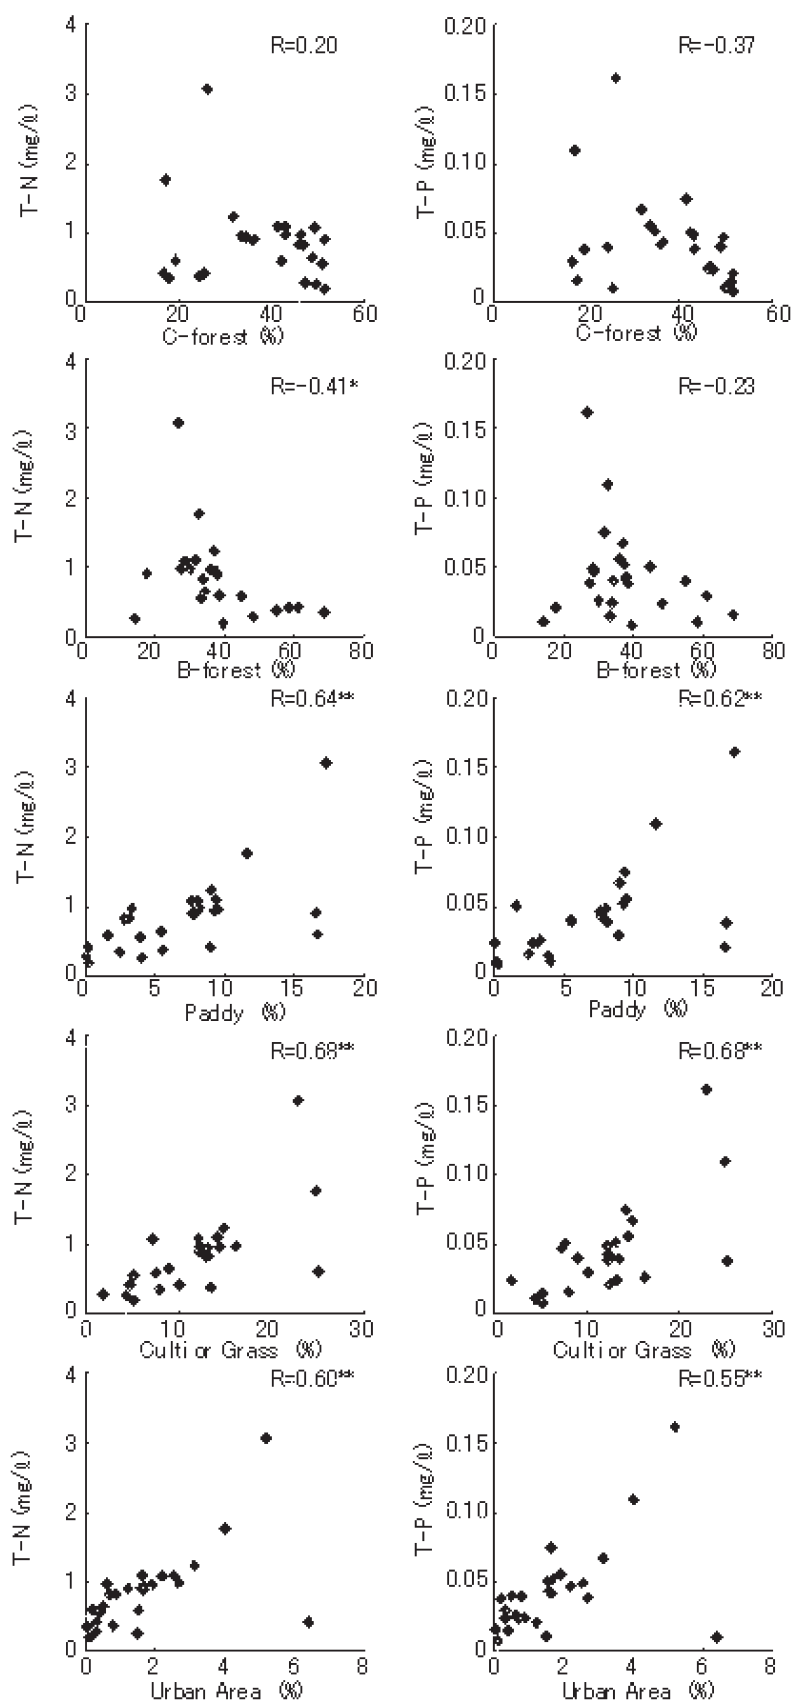 4 0.20
R=0.20 R=-0.37
3 0.15
T-N (mg/ℓ) T-P (mg/ℓ)
2 0.10
1 0.05
0 0
20 40 60 0 20 40 60
C-forest (%) C-forest (%)
4 0.20
R=-0.41* R=-0.23
3 0.15
T-N (mg/ℓ) T-P (mg/ℓ)
2 0.10
1 0.05
0 0
20 40 60 80 0 20 40 60 80
B-forest (%) B-forest (%)
4 R=0.64** 0.20 R=0.62**
3 0.15
T-N (mg/ℓ) T-P (mg/ℓ)
2 0.10
1 0.05
0 0
0 5 10 15 20 0 5 10 15 20
Paddy (%) Paddy (%)
4 0.20
R=0.68** R=0.68**
3 0.15
T-N (mg/ℓ) T-P (mg/ℓ)
2 0.10
1 0.05
0 0
0 10 20 30 0 10 20 30
Culti or Grass (%) Culti or Grass (%)
4 R=0.60** 0.20 R=0.55**
3 0.15
T-N (mg/ℓ) T-P (mg/ℓ)
2 0.10
1 0.05
0 0
0 2 4 6 8 0 2 4 6 8
Urban Area (%) Urban Area (%)